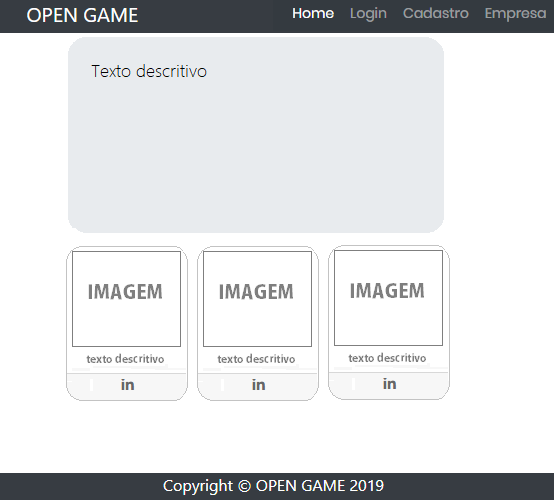 OPEN GAME Home Login Cadastro Empresa
Texto descritivo
IMAGEM IMAGEM IMAGEM
texto descritivo texto descritivo texto descritivo
in in in
Copyright © OPEN GAME 2019